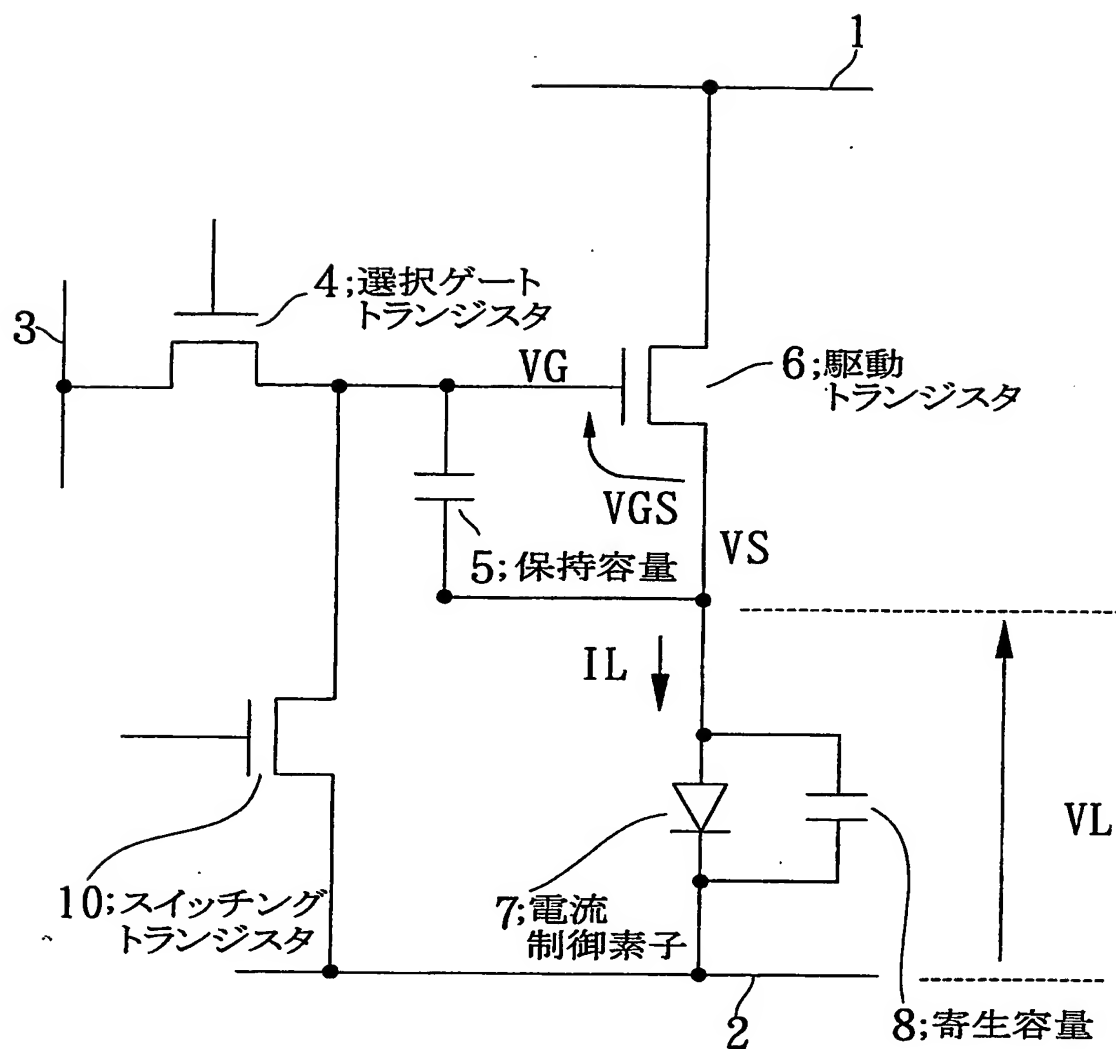 1
4;選択ゲート
トランジスタ
3
VG
6;駆動
トランジスタ
VGS
VS
5;保持容量
IL
VL
10;スイッチング
トランジスタ
7;電流
制御素子
2
8;寄生容量